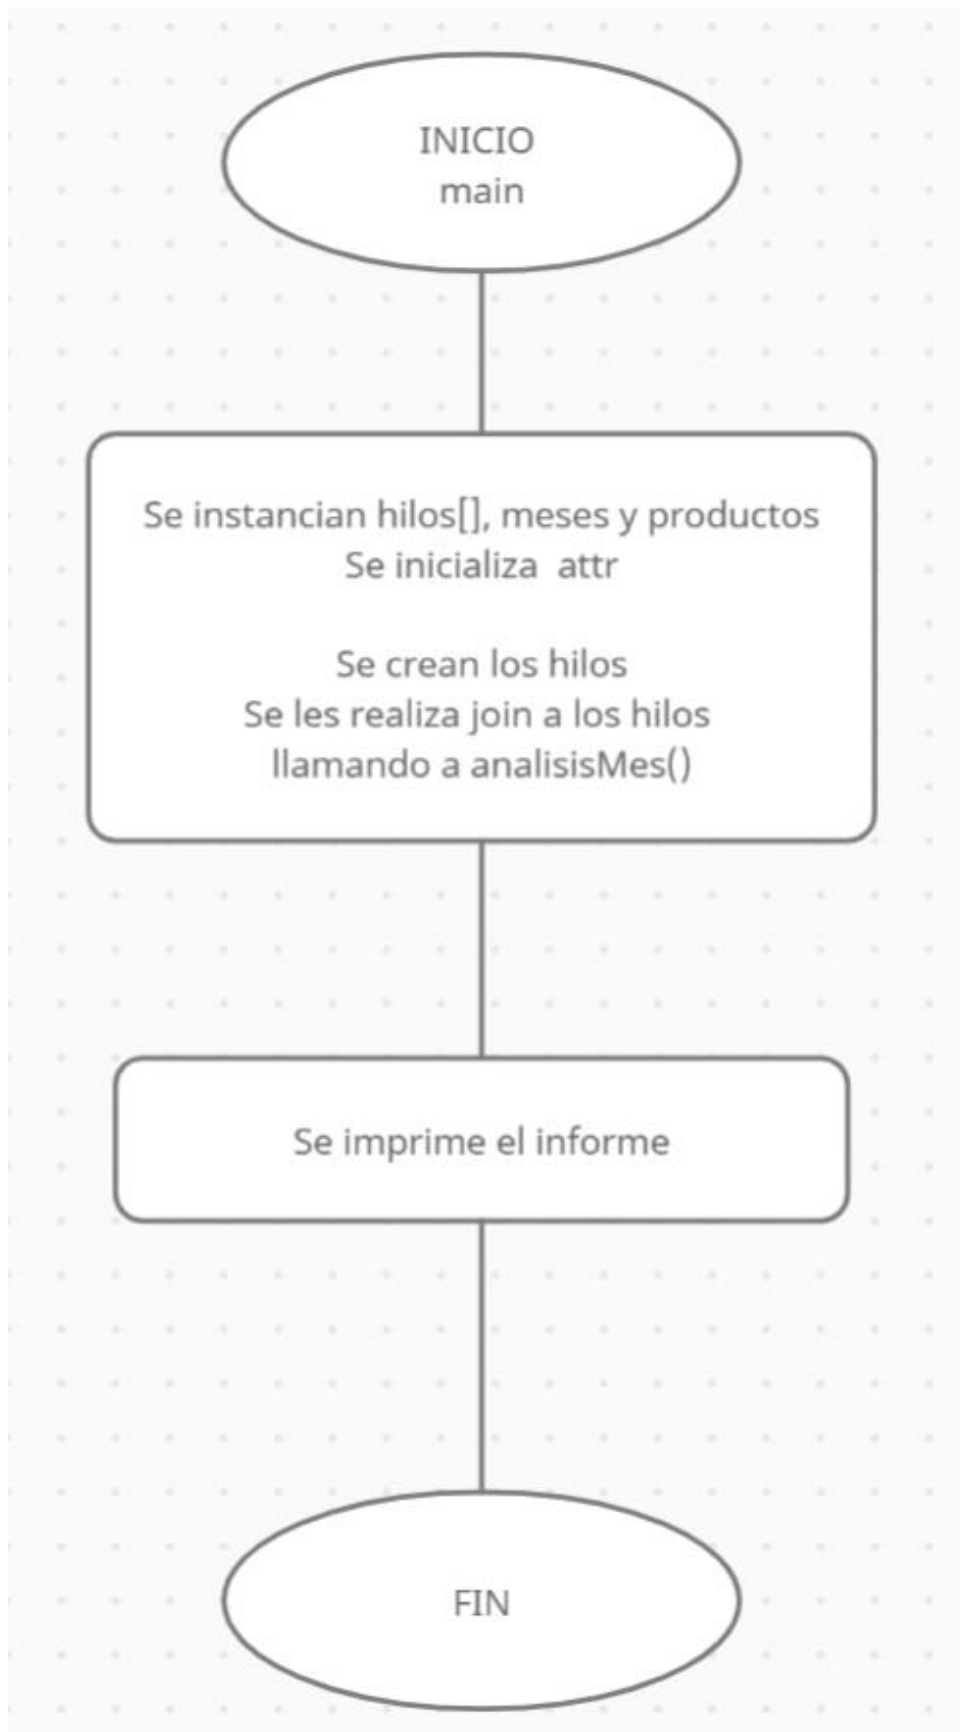 INICIO
main
Se instancian hilos[], meses y productos
Se inicializa  attr
Se crean los hilos
Se les realiza join a los hilos
llamando a analisisMes()
Se imprime el informe
FIN